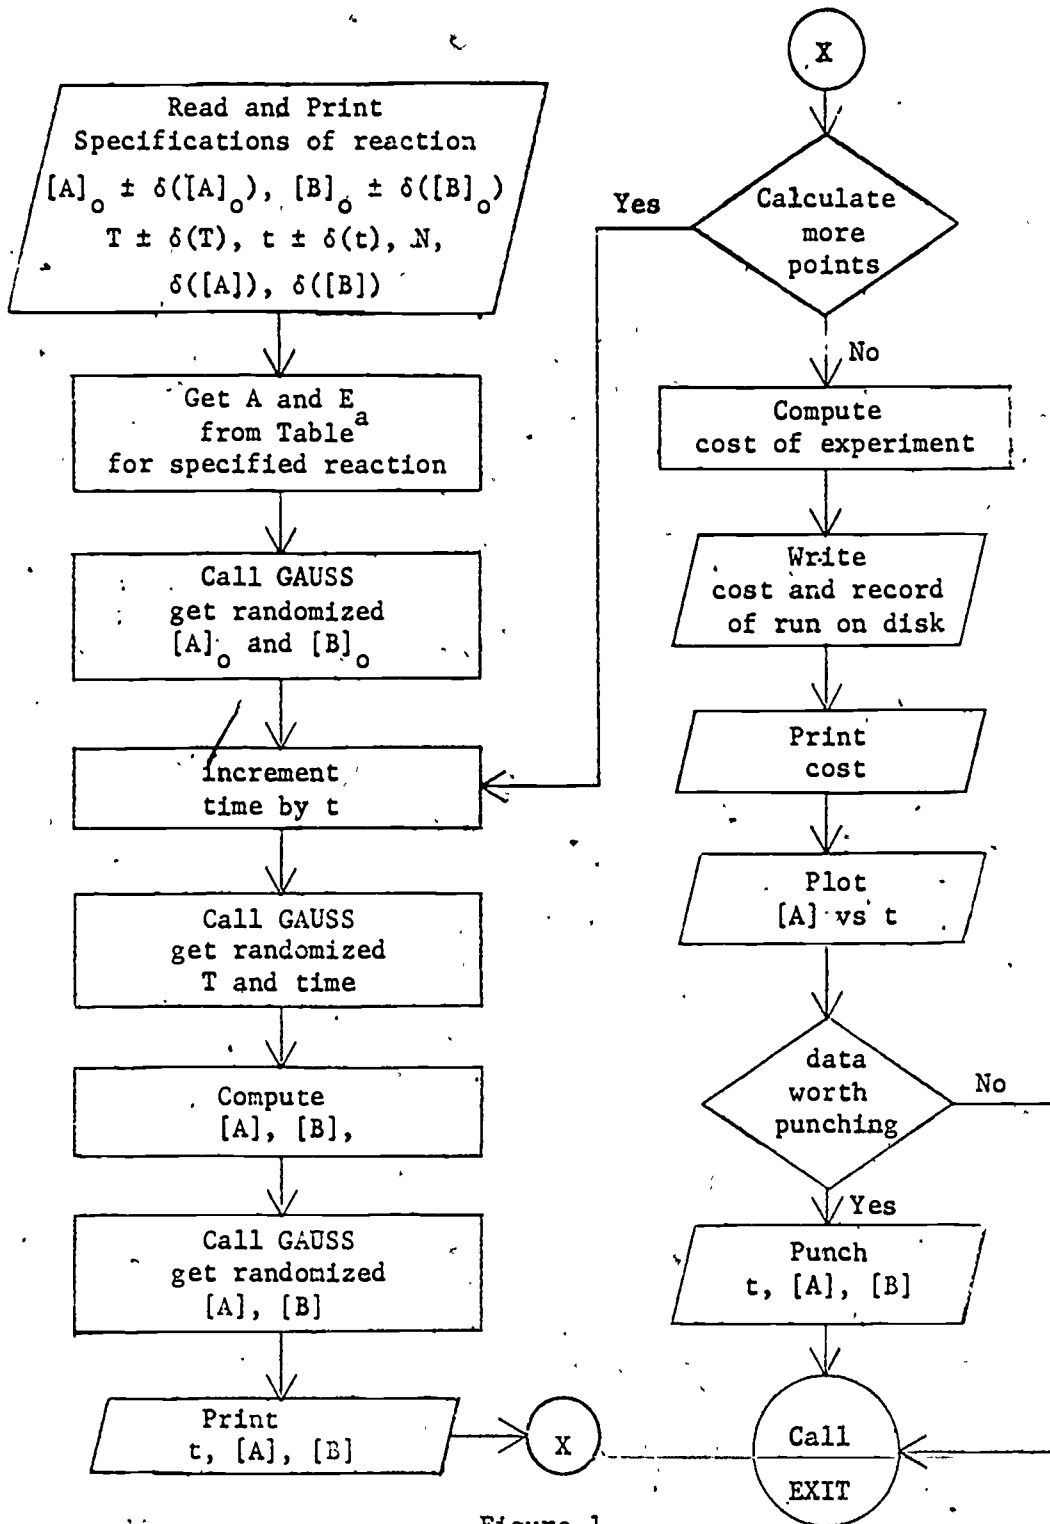 Read and Print
Specifications of reaction
[A]o ± δ([A]o), [B]o ± δ([B]o)
T ± δ(T), t ± δ(t), N,
δ([A]), δ([B])
Get A and Ea
from Table
for specified reaction
Call GAUSS
get randomized
[A]o and [B]o
increment
time by t
Call GAUSS
get randomized
T and time
Compute
[A], [B],
Call GAUSS
get randomized
[A], [B]
Print
t, [A], [B]
X
X
Calculate
more
points
Yes
No
Compute
cost of experiment
Write
cost and record
of run on disk
Print
cost
Plot
[A] vs t
data
worth
punching
No
Yes
Punch
t, [A], [B]
Call
EXIT
Figure 1